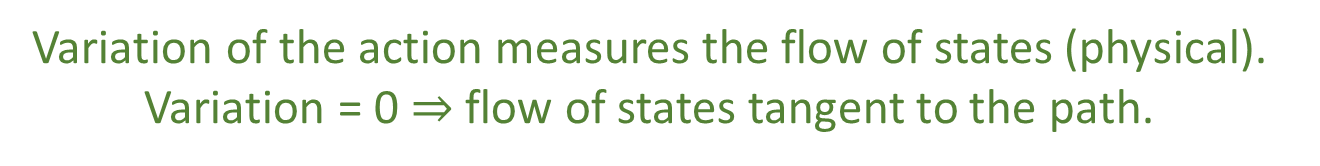 Variation of the action measures the flow of states (physical).
Variation = 0 ⇒ flow of states tangent to the path.